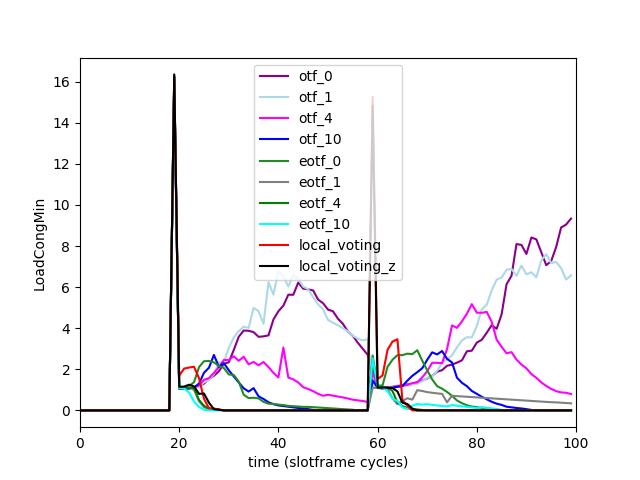 LoadCongMin
16
14
12
10
8
6
4
2
0
otf_0
otf_1
otf_4
otf_10
eotf_0
eotf_1
eotf_4
eotf_10
local_voting
local_voting_z
0 20 40 60 80 100
time (slotframe cycles)